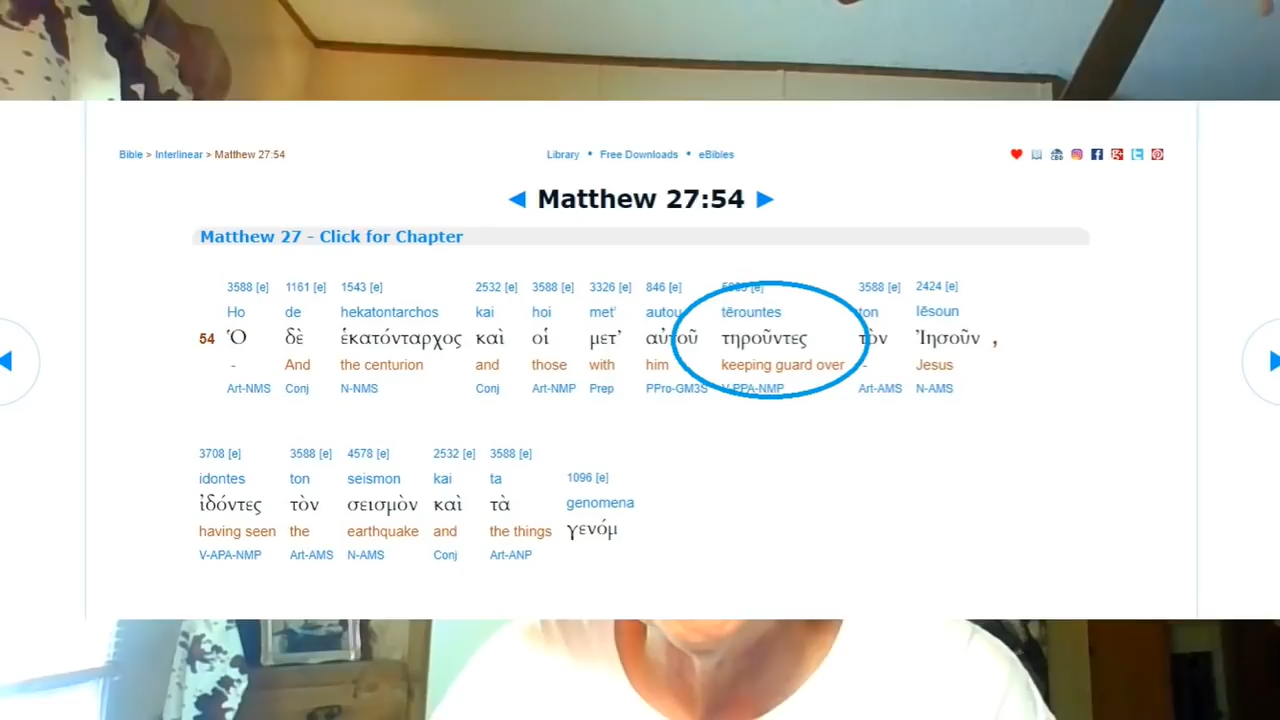 Bible > Interlinear > Matthew 27:54 Library • Free Downloads • eBibles
◄ Matthew 27:54 ►
Matthew 27 - Click for Chapter
3588 [e] 1161 [e] 1543 [e] 2532 [e] 3588 [e] 3326 [e] 846 [e] [e] 3588 [e] 2424 [e]
Ho de hekatontarchos kai hoi met' autou tērountes ton Iēsoun
54 Ὁ δὲ ἑκατόνταρχος καὶ οἱ μετ' αὐτοῦ τηροῦντες τὸν Ἰησοῦν ,
- And the centurion and those with him keeping guard over - Jesus
Art-NMS Conj N-NMS Conj Art-NMP Prep PPro-GM3S V-PPA-NMP Art-AMS N-AMS
3708 [e] 3588 [e] 4578 [e] 2532 [e] 3588 [e] 1096 [e]
idontes ton seismon kai ta genomena
ἰδόντες τὸν σεισμὸν καὶ τὰ γενόμ
having seen the earthquake and the things
V-APA-NMP Art-AMS N-AMS Conj Art-ANP